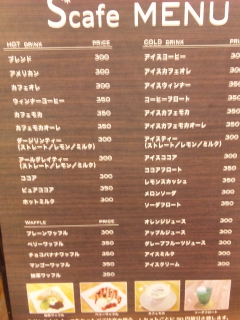 S cafe MENU
HOT DRINK PRICE
ブレンド 300
アメリカン 300
カフェオレ 300
ウィンナーコーヒー 350
カフェモカ 350
カフェモカオーレ 350
ダージリンティー 300
(ストレート/レモン/ミルク)
アールグレイティー 300
(ストレート/レモン/ミルク)
ココア 300
ピュアココア 350
ホットミルク 300
WAFFLE PRICE
プレーンワッフル 300
ベリーワッフル 350
チョコバナナワッフル 350
マンゴーワッフル 350
抹茶ワッフル 350
COLD DRINK PRICE
アイスコーヒー 300
アイスカフェオレ 300
アイスウィンナー 350
コーヒーフロート 350
アイスカフェモカ 350
アイスカフェモカオーレ 350
アイスティー 300
(ストレート/レモン/ミルク)
アイスココア 300
ココアフロート 350
レモンスカッシュ 350
メロンソーダ 300
ソーダフロート 350
オレンジジュース 300
アップルジュース 300
グレープフルーツジュース 300
アイスミルク 300
アイスクリーム 300